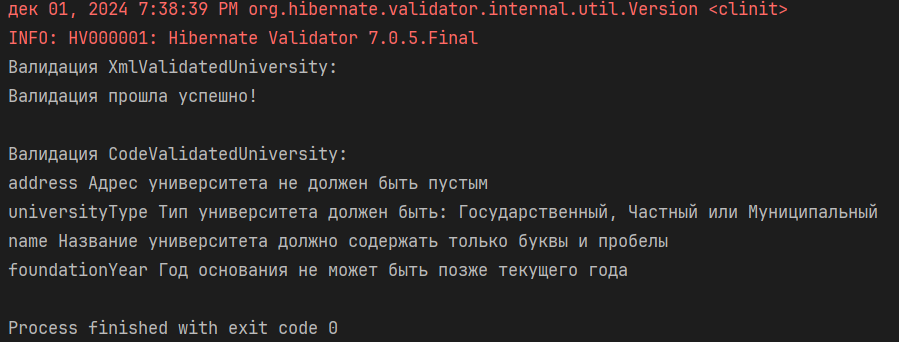 дек 01, 2024 7:38:39 PM org.hibernate.validator.internal.util.Version <clinit>
INFO: HV000001: Hibernate Validator 7.0.5.Final
Валидация XmlValidatedUniversity:
Валидация прошла успешно!
Валидация CodeValidatedUniversity:
address Адрес университета не должен быть пустым
universityType Тип университета должен быть: Государственный, Частный или Муниципальный
name Название университета должно содержать только буквы и пробелы
foundationYear Год основания не может быть позже текущего года
Process finished with exit code 0